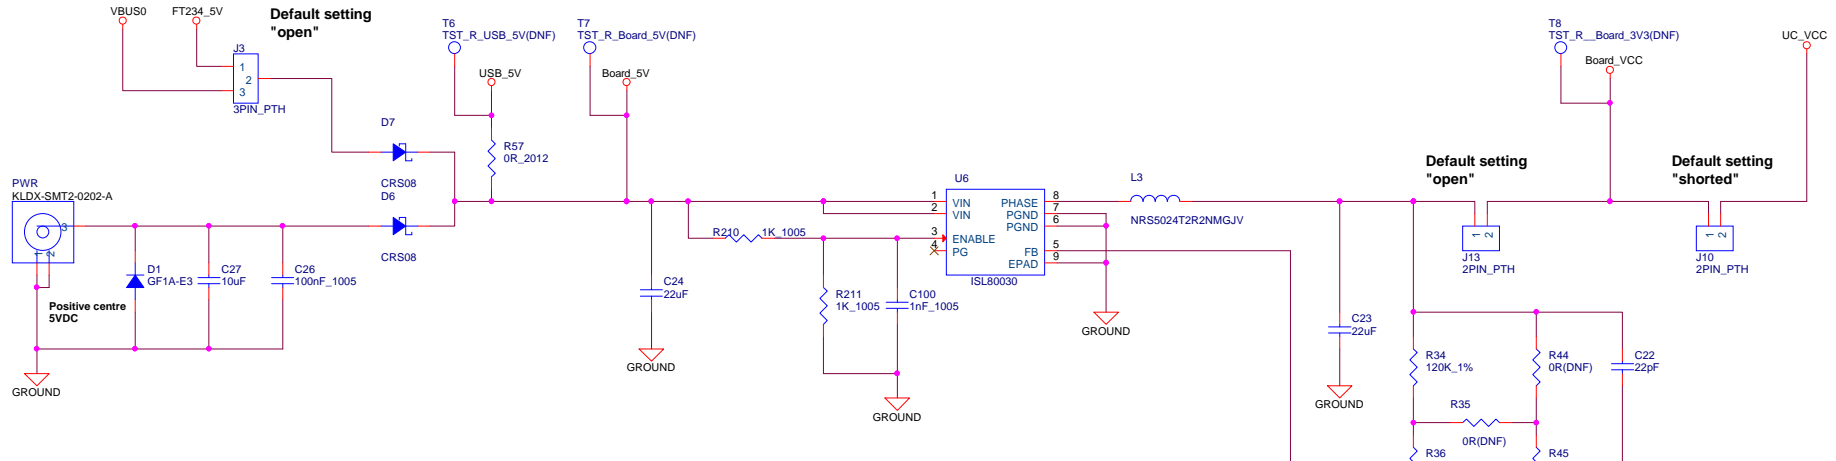 VBUS0
FT234_5V
Default setting
"open"
J3
1
2
3
3PIN_PTH
T6
TST_R_USB_5V(DNF)
USB_5V
T7
TST_R_Board_5V(DNF)
Board_5V
T8
TST_R__Board_3V3(DNF)
Board_VCC
UC_VCC
D7
CRS08
R57
0R_2012
PWR
KLDX-SMT2-0202-A
3
1
2
D6
CRS08
D1
GF1A-E3
C27
10uF
C26
100nF_1005
Positive centre
5VDC
GROUND
C24
22uF
GROUND
R210
1K_1005
R211
1K_1005
C100
1nF_1005
GROUND
U6
1
VIN
2
VIN
3
ENABLE
4
PG
PHASE
8
PGND
7
PGND
6
FB
5
EPAD
9
ISL80030
GROUND
L3
NRS5024T2R2NMGJV
C23
22uF
GROUND
Default setting
"open"
1
2
J13
2PIN_PTH
Default setting
"shorted"
1
2
J10
2PIN_PTH
R34
120K_1%
R44
0R(DNF)
C22
22pF
R35
0R(DNF)
R36
R45